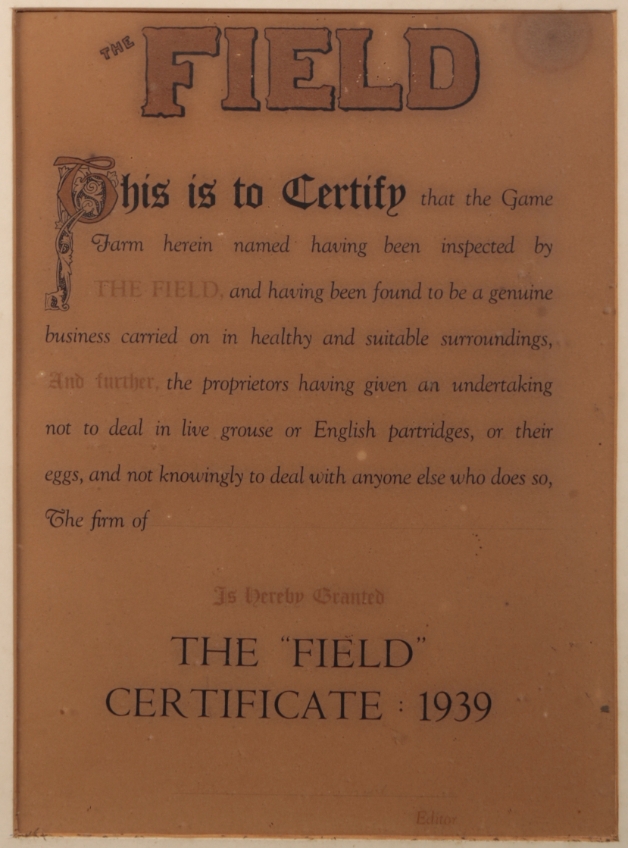 THE FIELD
This is to Certify that the Game
Farm herein named having been inspected by
THE FIELD, and having been found to be a genuine
business carried on in healthy and suitable surroundings,
And further, the proprietors having given an undertaking
not to deal in live grouse or English partridges, or their
eggs, and not knowingly to deal with anyone else who does so,
The firm of
Is Hereby Granted
THE "FIELD"
CERTIFICATE : 1939
Editor